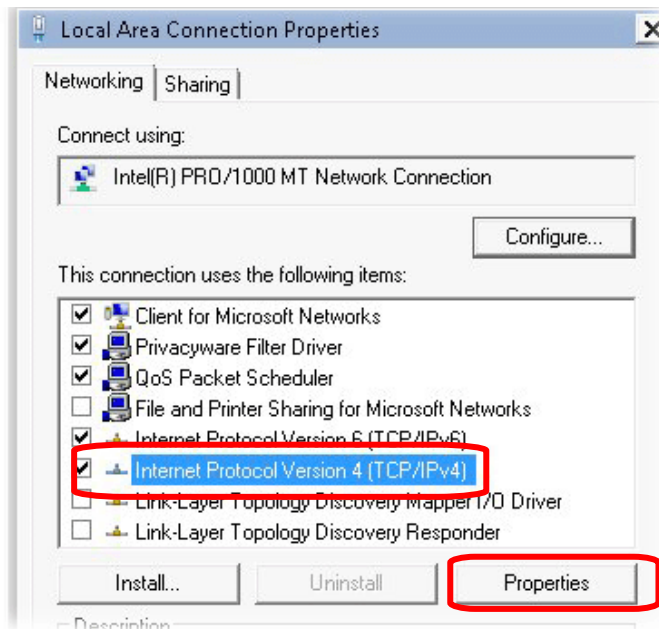 Local Area Connection Properties
Networking
Sharing
Connect using:
Intel(R) PRO/1000 MT Network Connection
Configure...
This connection uses the following items:
Client for Microsoft Networks
Privacyware Filter Driver
QoS Packet Scheduler
File and Printer Sharing for Microsoft Networks
Internet Protocol Version 6 (TCP/IPv6)
Internet Protocol Version 4 (TCP/IPv4)
Link-Layer Topology Discovery Mapper I/O Driver
Link-Layer Topology Discovery Responder
Install...
Uninstall
Properties
Description